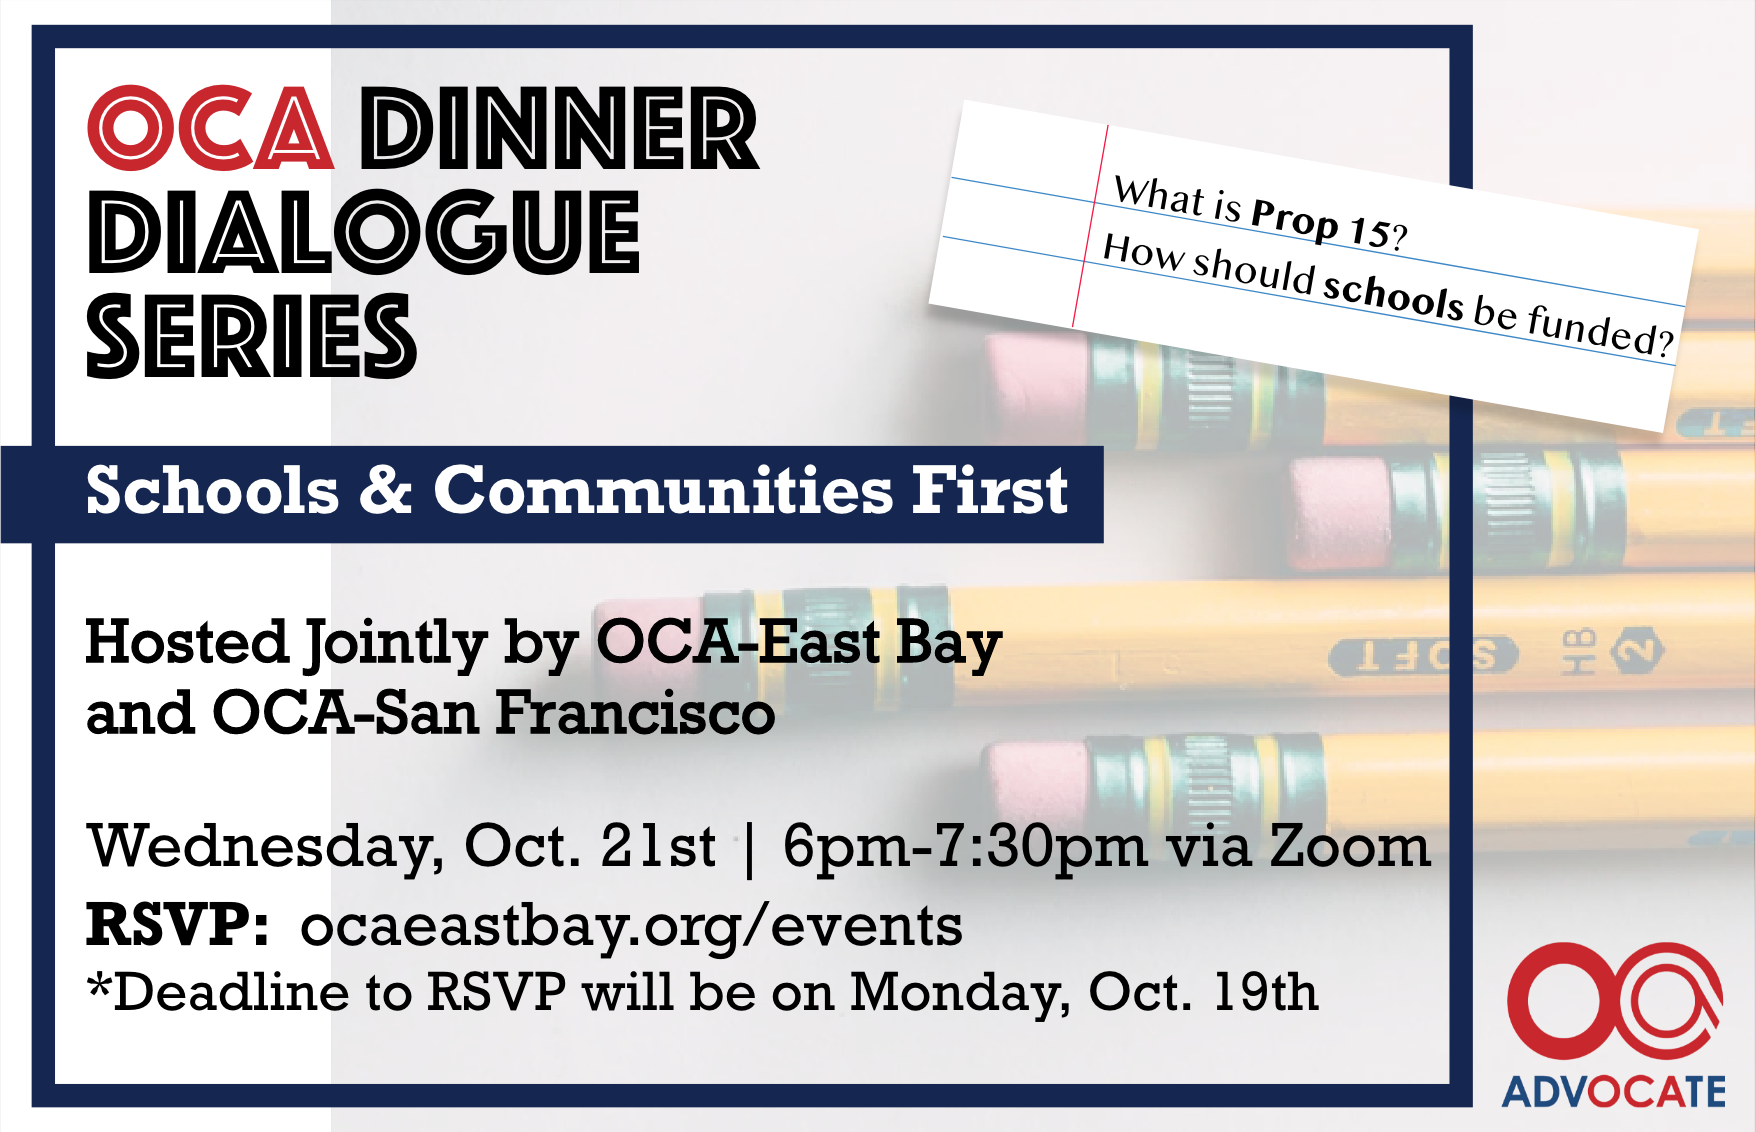 OCA DINNER
DIALOGUE
SERIES
What is Prop 15?
How should schools be funded?
Schools & Communities First
Hosted Jointly by OCA-East Bay
and OCA-San Francisco
SOFT HB 2
Wednesday, Oct. 21st | 6pm-7:30pm via Zoom
RSVP: ocaeastbay.org/events
*Deadline to RSVP will be on Monday, Oct. 19th
OCA
ADVOCATE